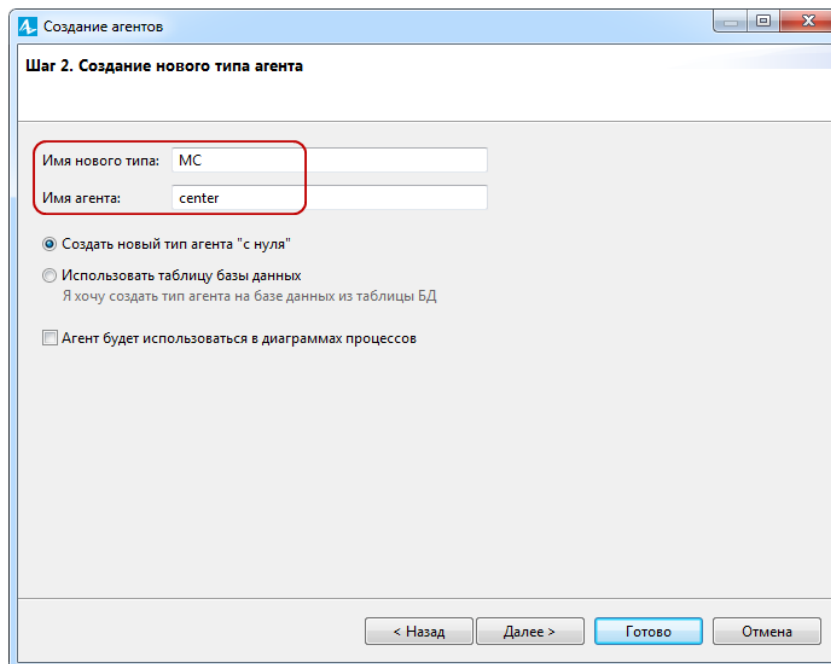 Создание агентов
Шаг 2. Создание нового типа агента
Имя нового типа: MC
Имя агента: center
Создать новый тип агента "с нуля"
Использовать таблицу базы данных
Я хочу создать тип агента на базе данных из таблицы БД
Агент будет использоваться в диаграммах процессов
< Назад Далее > Готово Отмена